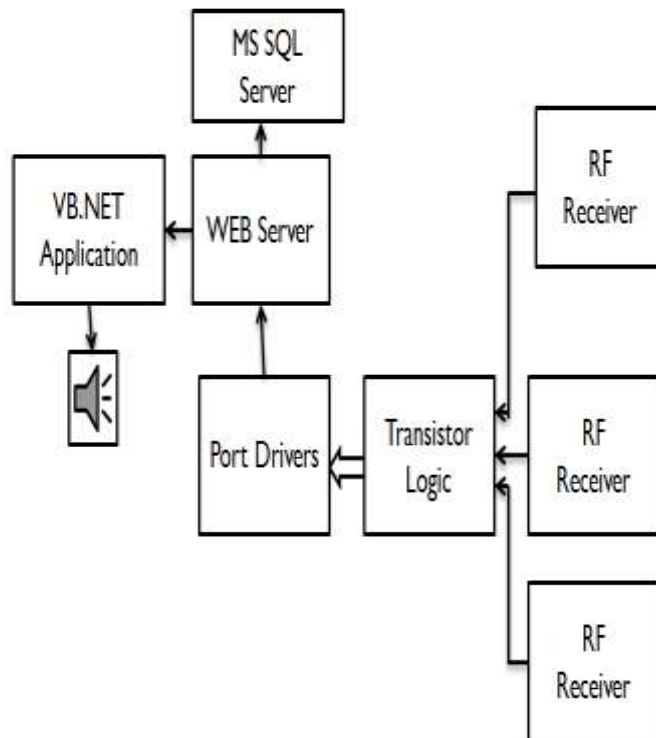 MS SQL
Server
VB.NET
Application
WEB Server
RF
Receiver
Port Drivers
Transistor
Logic
RF
Receiver
RF
Receiver